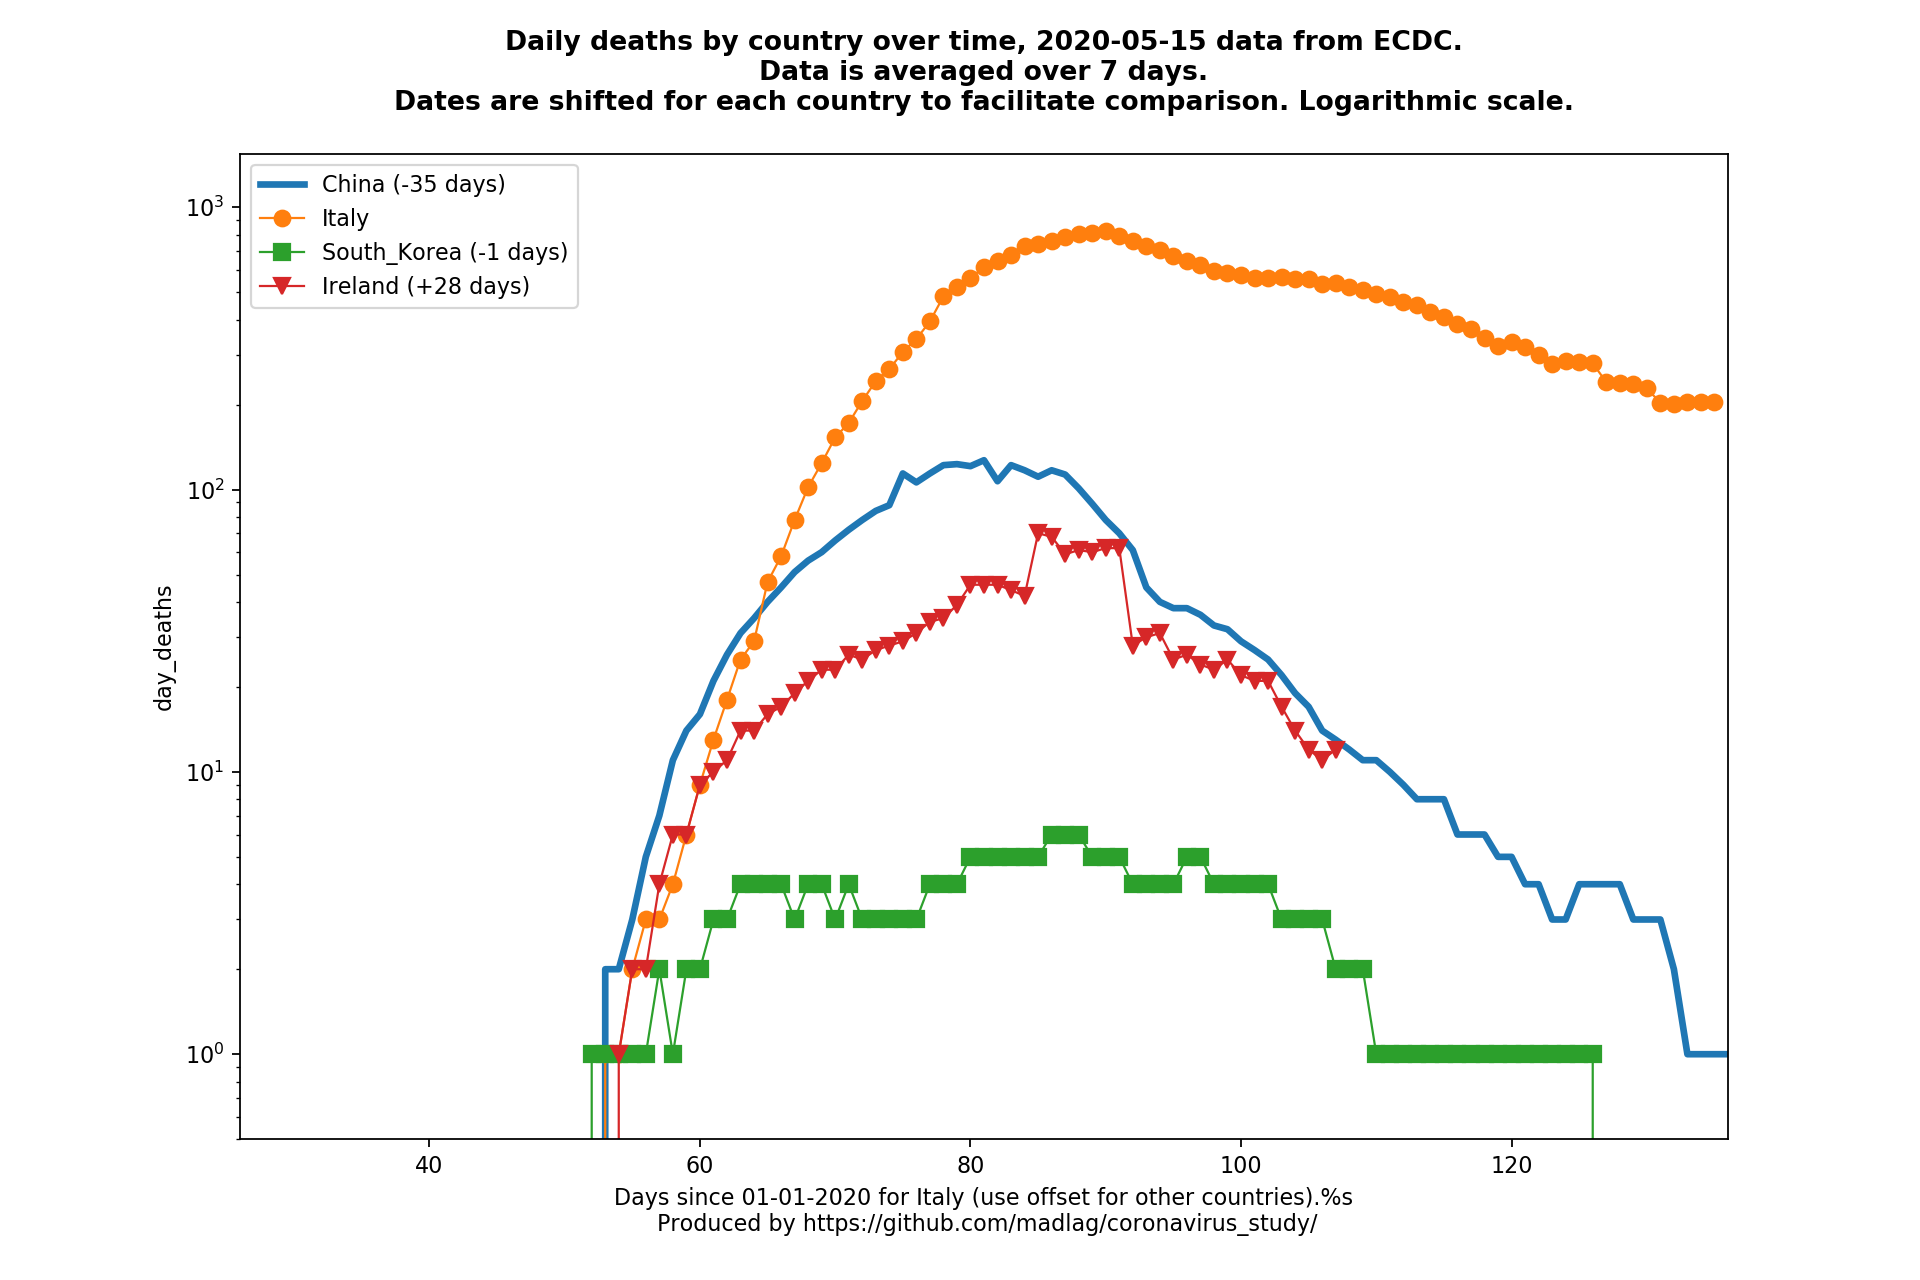 Daily deaths by country over time, 2020-05-15 data from ECDC.
Data is averaged over 7 days.
Dates are shifted for each country to facilitate comparison. Logarithmic scale.
China (-35 days)
Italy
South_Korea (-1 days)
Ireland (+28 days)
10³
10²
10¹
10⁰
day_deaths
40 60 80 100 120
Days since 01-01-2020 for Italy (use offset for other countries).%s
Produced by https://github.com/madlag/coronavirus_study/